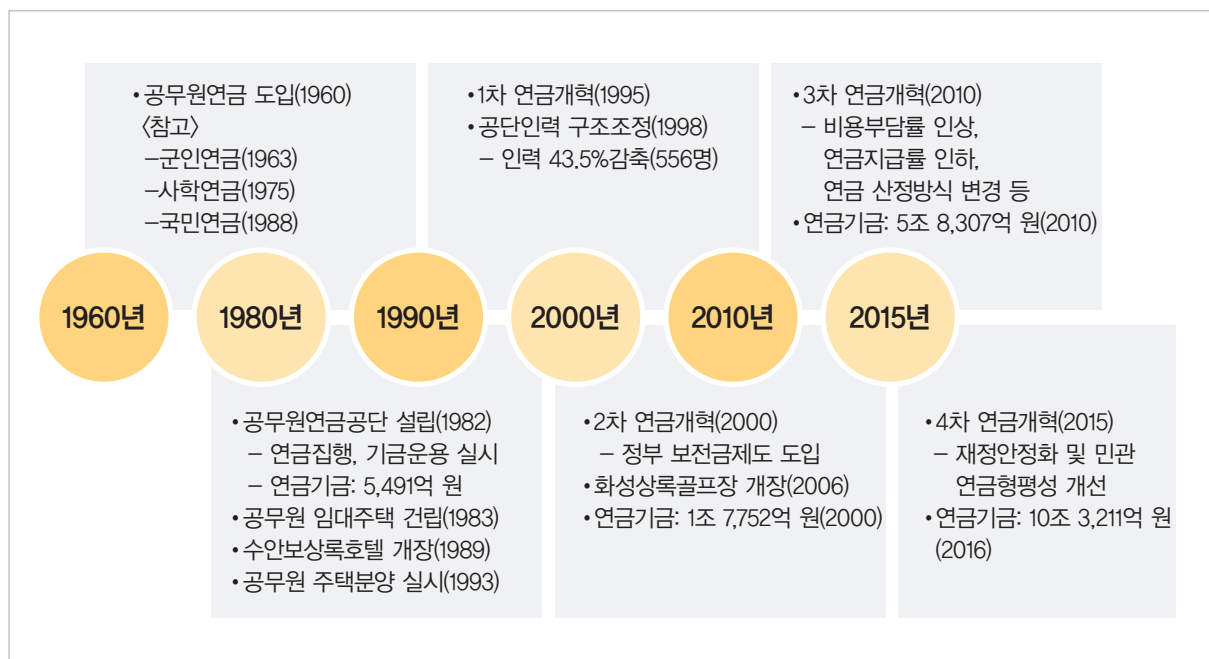 •공무원연금 도입(1960)
〈참고〉
–군인연금(1963)
–사학연금(1975)
–국민연금(1988)
•1차 연금개혁(1995)
•공단인력 구조조정(1998)
– 인력 43.5%감축(556명)
•3차 연금개혁(2010)
– 비용부담률 인상,
연금지급률 인하,
연금 산정방식 변경 등
•연금기금: 5조 8,307억 원(2010)
1960년
1980년
1990년
2000년
2010년
2015년
•공무원연금공단 설립(1982)
– 연금집행, 기금운용 실시
– 연금기금: 5,491억 원
•공무원 임대주택 건립(1983)
•수안보상록호텔 개장(1989)
•공무원 주택분양 실시(1993)
•2차 연금개혁(2000)
– 정부 보전금제도 도입
•화성상록골프장 개장(2006)
•연금기금: 1조 7,752억 원(2000)
•4차 연금개혁(2015)
– 재정안정화 및 민관
연금형평성 개선
•연금기금: 10조 3,211억 원
(2016)